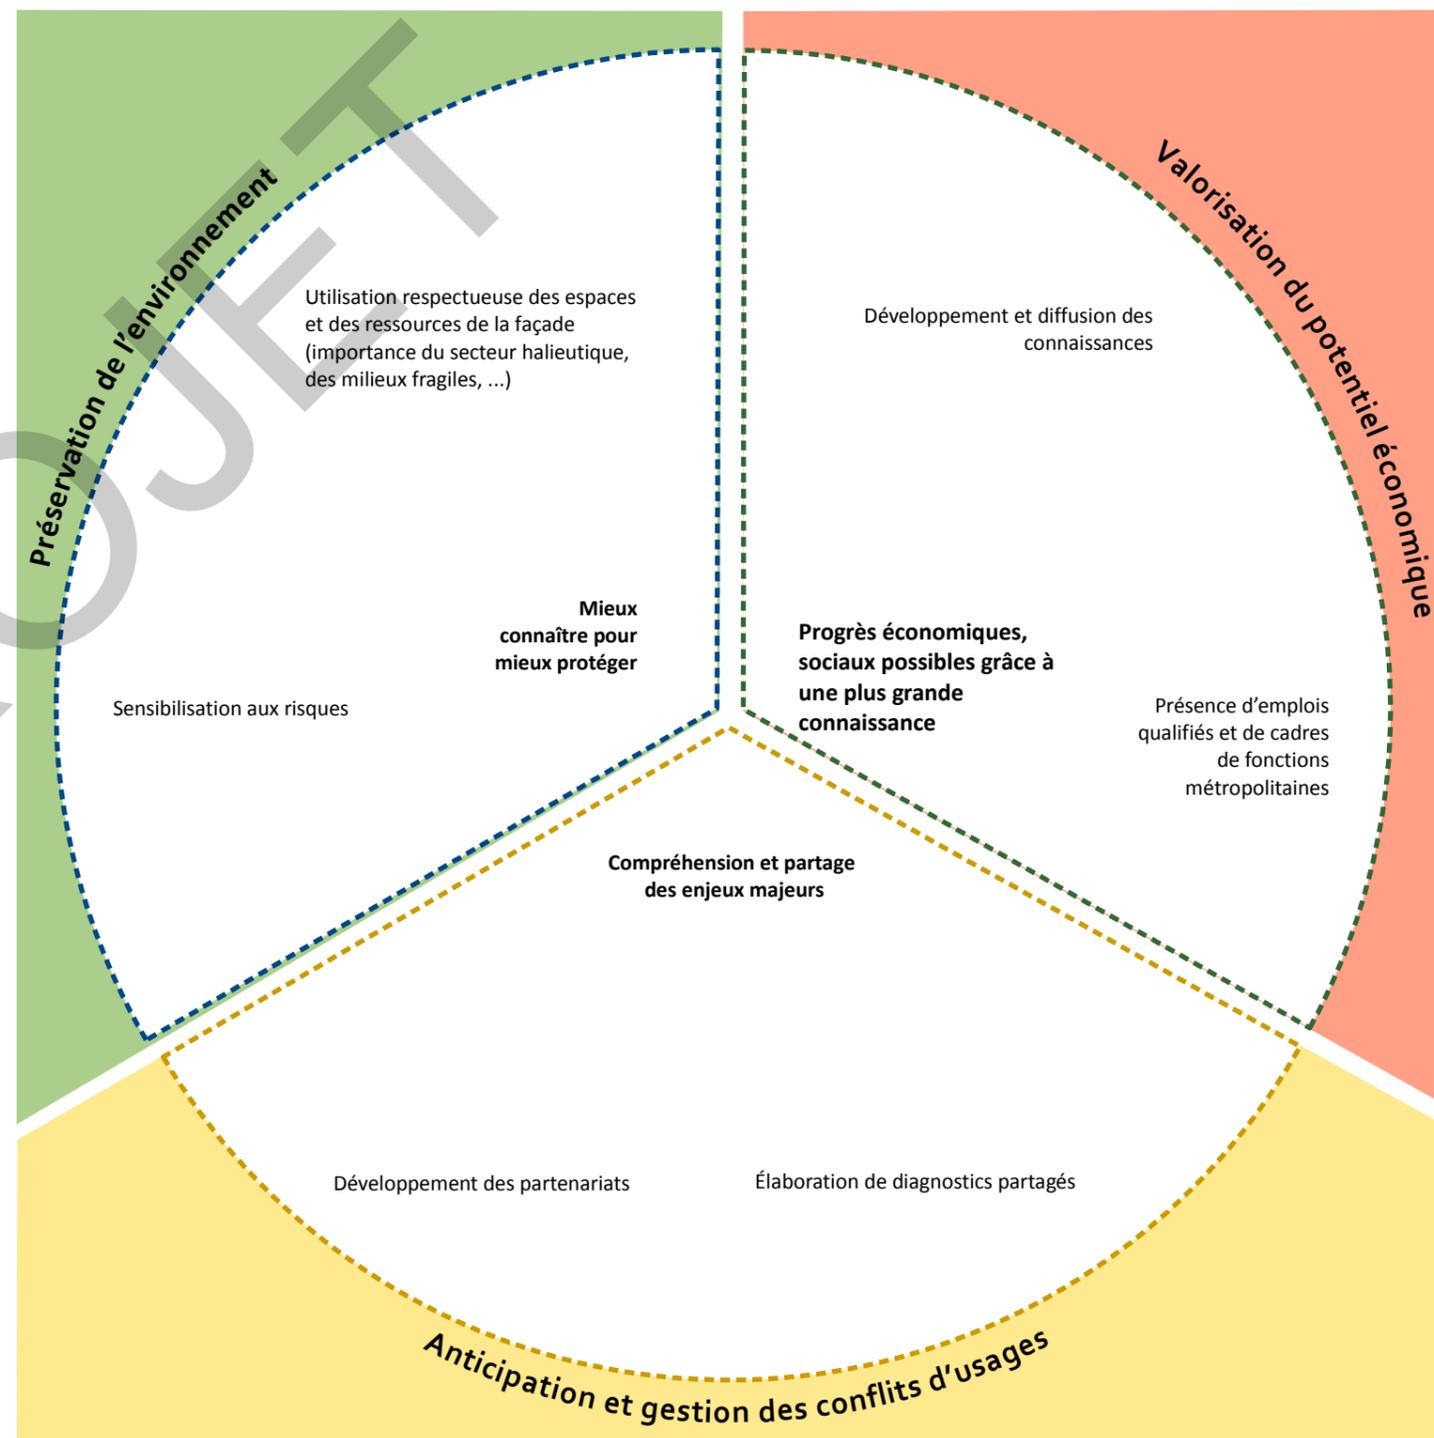 Préservation de l’environnement
Utilisation respectueuse des espaces
et des ressources de la façade
(importance du secteur halieutique,
des milieux fragiles, ...)
Mieux
connaître pour
mieux protéger
Sensibilisation aux risques
Valorisation du potentiel économique
Développement et diffusion des
connaissances
Progrès économiques,
sociaux possibles grâce à
une plus grande
connaissance
Présence d’emplois
qualifiés et de cadres
de fonctions
métropolitaines
Compréhension et partage
des enjeux majeurs
Développement des partenariats
Élaboration de diagnostics partagés
Anticipation et gestion des conflits d’usages
OJET